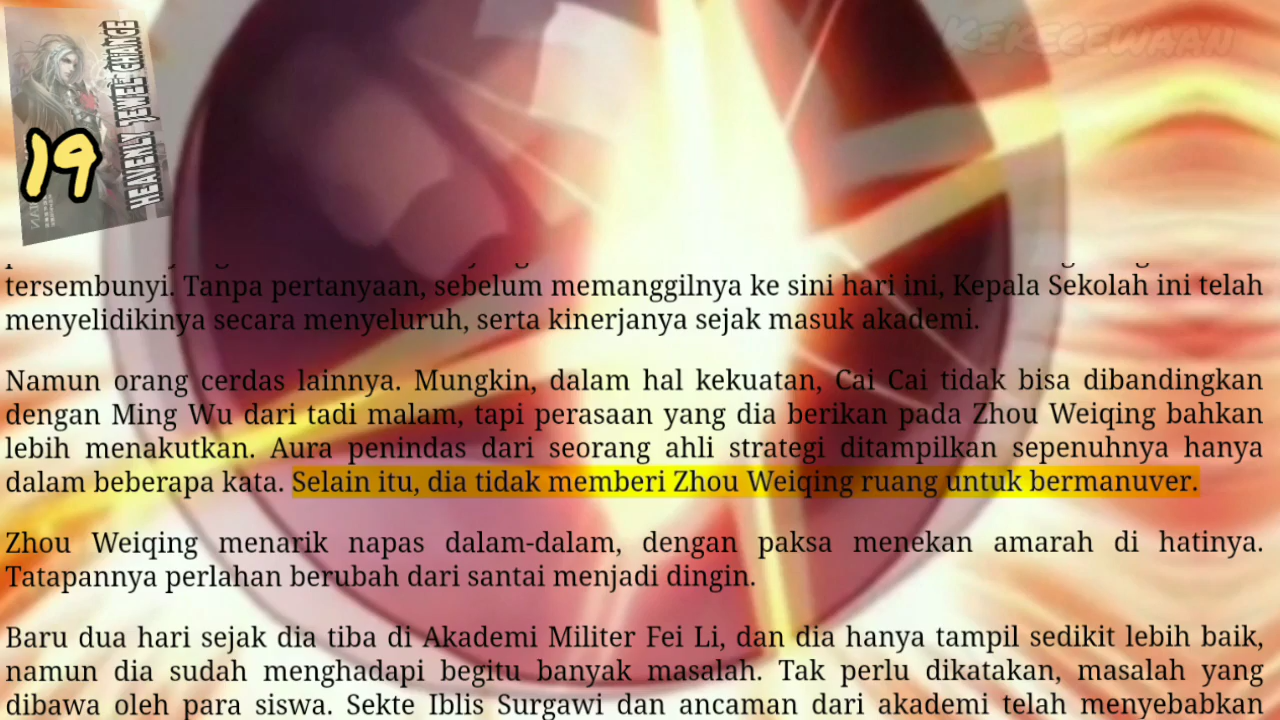 KEKECEWAAN
HEAVENLY JEWEL CHANGE
19
tersembunyi. Tanpa pertanyaan, sebelum memanggilnya ke sini hari ini, Kepala Sekolah ini telah
menyelidikinya secara menyeluruh, serta kinerjanya sejak masuk akademi.
Namun orang cerdas lainnya. Mungkin, dalam hal kekuatan, Cai Cai tidak bisa dibandingkan
dengan Ming Wu dari tadi malam, tapi perasaan yang dia berikan pada Zhou Weiqing bahkan
lebih menakutkan. Aura penindas dari seorang ahli strategi ditampilkan sepenuhnya hanya
dalam beberapa kata. Selain itu, dia tidak memberi Zhou Weiqing ruang untuk bermanuver.
Zhou Weiqing menarik napas dalam-dalam, dengan paksa menekan amarah di hatinya.
Tatapannya perlahan berubah dari santai menjadi dingin.
Baru dua hari sejak dia tiba di Akademi Militer Fei Li, dan dia hanya tampil sedikit lebih baik,
namun dia sudah menghadapi begitu banyak masalah. Tak perlu dikatakan, masalah yang
dibawa oleh para siswa. Sekte Iblis Surgawi dan ancaman dari akademi telah menyebabkan